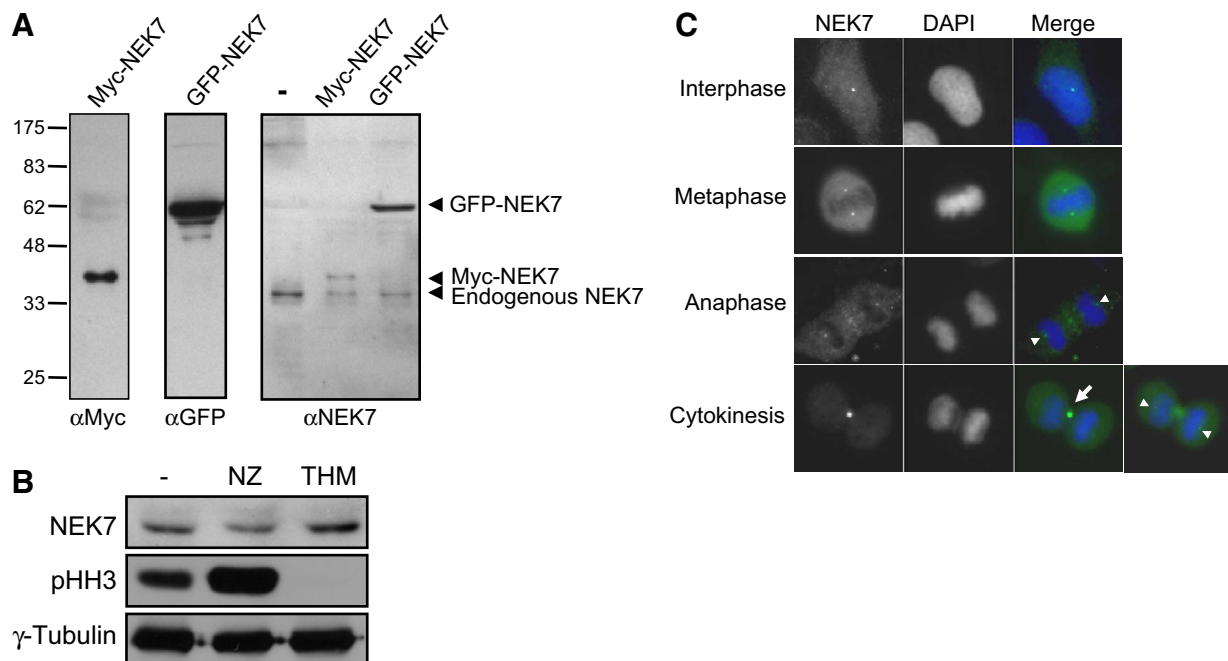 A
Myc-NEK7
GFP-NEK7
-
Myc-NEK7
GFP-NEK7
175
83
62
48
33
25
GFP-NEK7
Myc-NEK7
Endogenous NEK7
αMyc
αGFP
αNEK7
B
-
NZ
THM
NEK7
pHH3
γ-Tubulin
C
NEK7
DAPI
Merge
Interphase
Metaphase
Anaphase
Cytokinesis